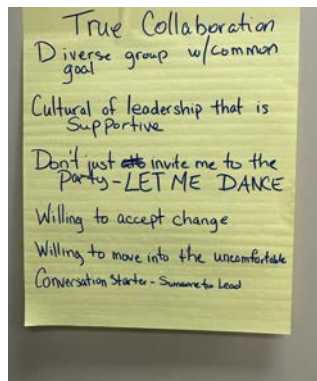 True Collaboration
Diverse group w/common
goal
Cultural of leadership that is
Supportive
Don't just invite me to the
Party - LET ME DANCE
Willing to accept change
Willing to move into the uncomfortable
Conversation Starter - Someone to Lead